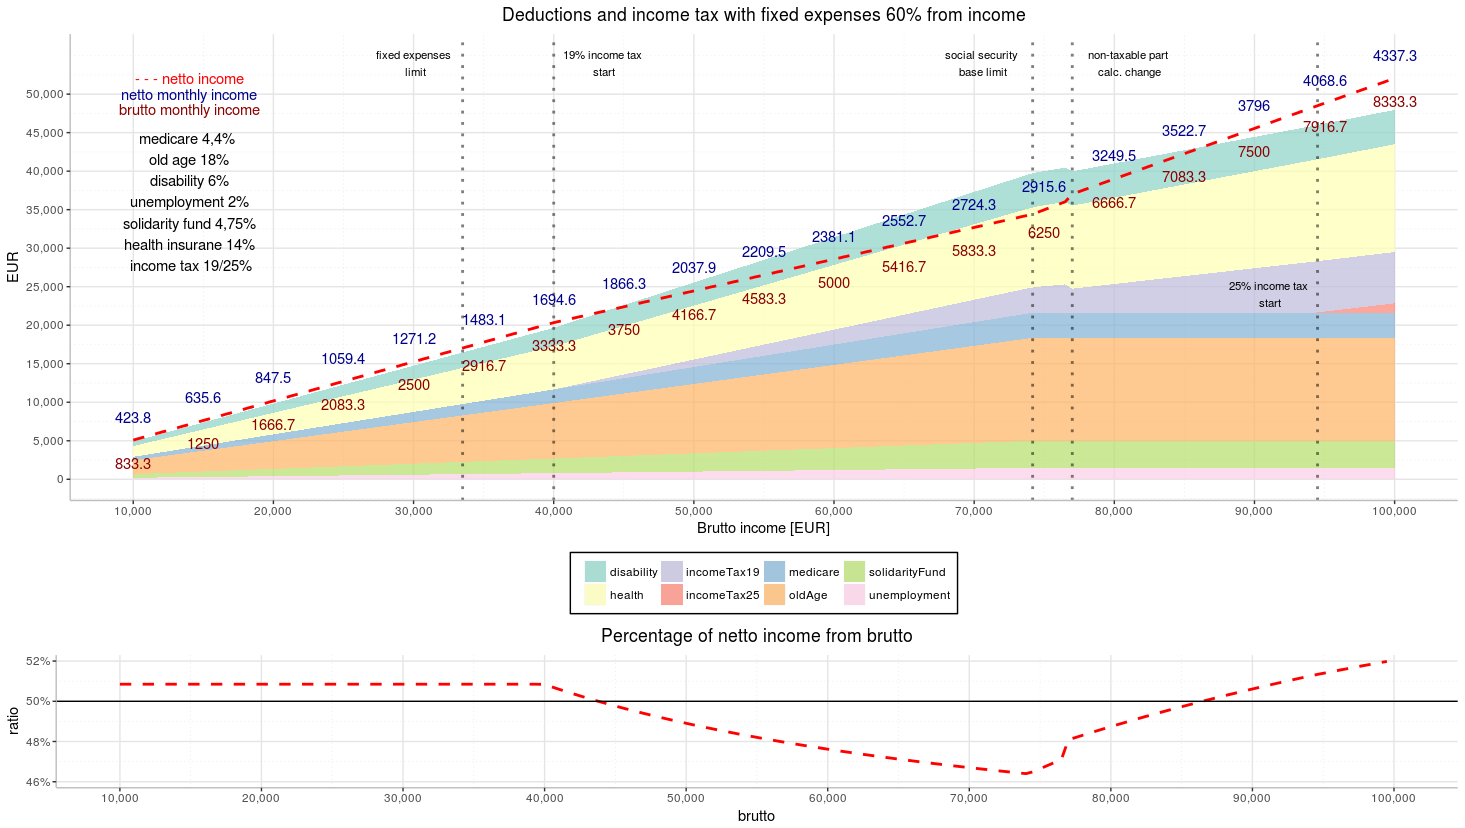 Deductions and income tax with fixed expenses 60% from income
fixed expenses
limit
19% income tax
start
social security
base limit
non-taxable part
calc. change
- - - netto income
netto monthly income
brutto monthly income
medicare 4,4%
old age 18%
disability 6%
unemployment 2%
solidarity fund 4,75%
health insurane 14%
income tax 19/25%
25% income tax
start
EUR
50,000
45,000
40,000
35,000
30,000
25,000
20,000
15,000
10,000
5,000
0
423.8
635.6
847.5
1059.4
1271.2
1483.1
1694.6
1866.3
2037.9
2209.5
2381.1
2552.7
2724.3
2915.6
3249.5
3522.7
3796
4068.6
4337.3
833.3
1250
1666.7
2083.3
2500
2916.7
3333.3
3750
4166.7
4583.3
5000
5416.7
5833.3
6250
6666.7
7083.3
7500
7916.7
8333.3
10,000 20,000 30,000 40,000 50,000 60,000 70,000 80,000 90,000 100,000
Brutto income [EUR]
disability incomeTax19 medicare solidarityFund
health incomeTax25 oldAge unemployment
Percentage of netto income from brutto
ratio
52%
50%
48%
46%
10,000 20,000 30,000 40,000 50,000 60,000 70,000 80,000 90,000 100,000
brutto